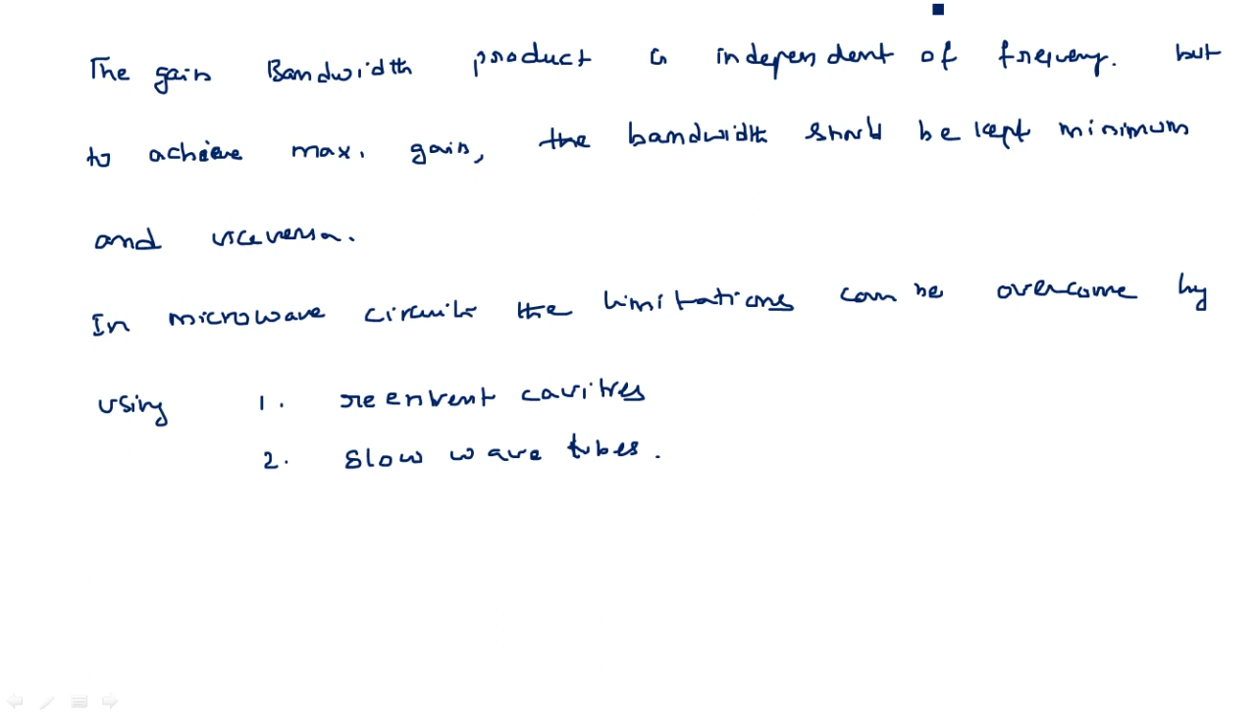 The gain Bandwidth product is independent of frequency. but
to achieve max. gain, the bandwidth should be kept minimum
and viceversa.
In microwave circuits the limitations can be overcome by
using 1. reentrant cavities
2. Slow wave tubes.